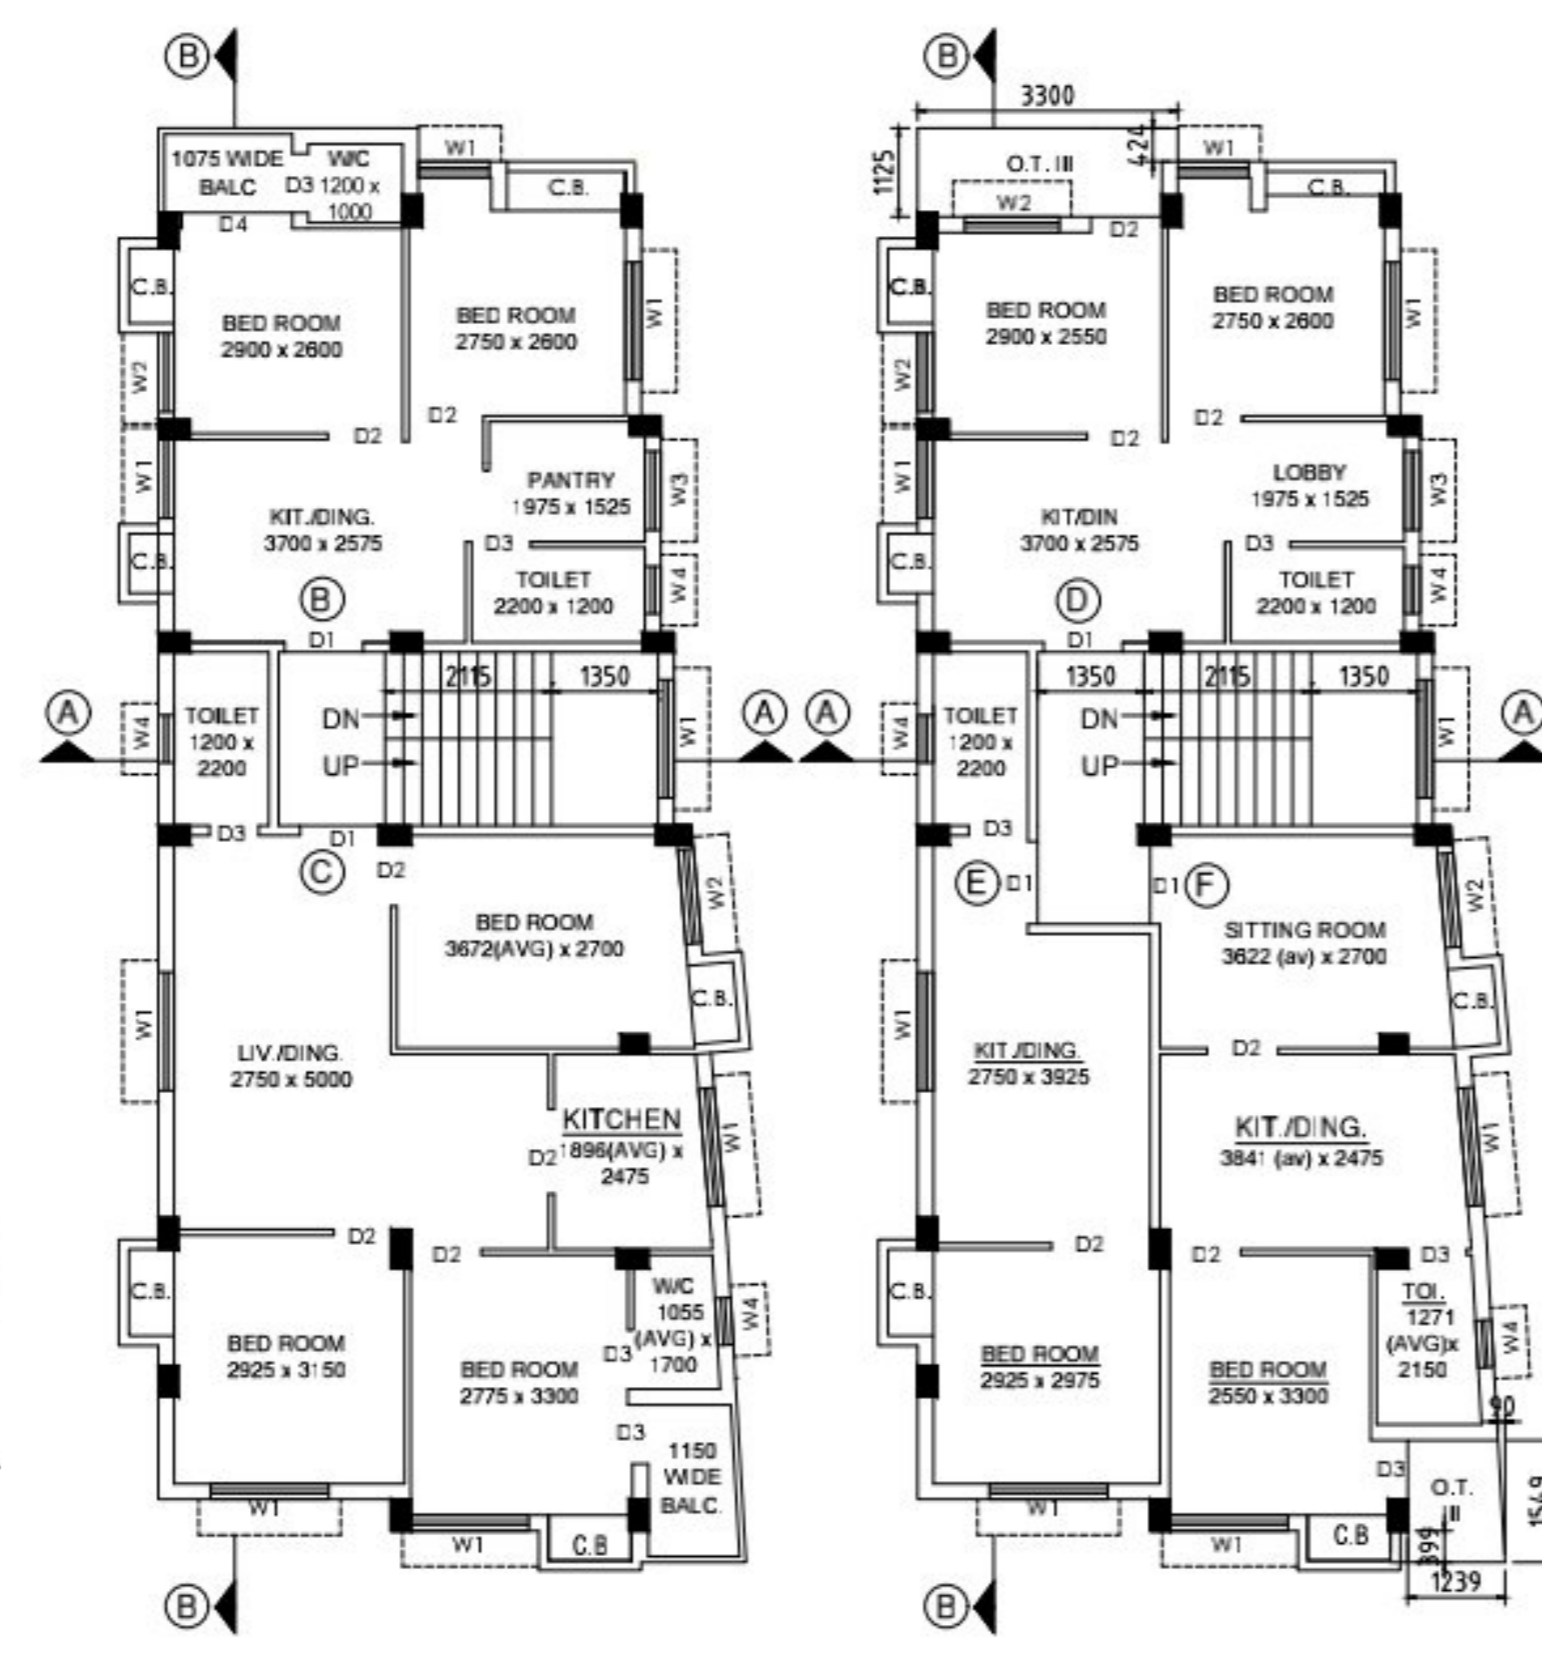 B
1075 WIDE
BALC
D3
W/C
1200 x
1000
W1
C.B.
D4
C.B.
BED ROOM
2900 x 2600
BED ROOM
2750 x 2600
W1
W2
D2
D2
W1
PANTRY
1975 x 1525
W3
KIT./DING.
3700 x 2575
D3
C.B.
TOILET
2200 x 1200
W4
B
D1
2115
1350
A
W4
TOILET
1200 x
2200
DN
UP
W1
A
D3
D1
C
D2
W2
BED ROOM
3672(AVG) x 2700
C.B.
W1
LIV./DING.
2750 x 5000
KITCHEN
1896(AVG) x
2475
D2
W1
D2
D2
C.B.
W/C
1055
(AVG) x
1700
D3
W4
BED ROOM
2925 x 3150
BED ROOM
2775 x 3300
D3
1150
WIDE
BALC.
W1
W1
C.B
B
B
3300
1125
424
O.T. III
W1
C.B.
W2
D2
C.B.
BED ROOM
2900 x 2550
BED ROOM
2750 x 2600
W1
W2
D2
D2
W1
LOBBY
1975 x 1525
W3
KIT/DIN
3700 x 2575
D3
C.B.
TOILET
2200 x 1200
W4
D
D1
1350
2115
1350
A
W4
TOILET
1200 x
2200
DN
UP
W1
A
D3
E
D1
D1
F
W2
SITTING ROOM
3622 (av) x 2700
C.B.
W1
KIT./DING.
2750 x 3925
D2
KIT./DING.
3841 (av) x 2475
W1
D2
D2
D3
C.B.
TOI.
1271
(AVG)x
2150
W4
BED ROOM
2925 x 2975
BED ROOM
2550 x 3300
90
D3
O.T.
II
1549
399
W1
W1
C.B
1239
B